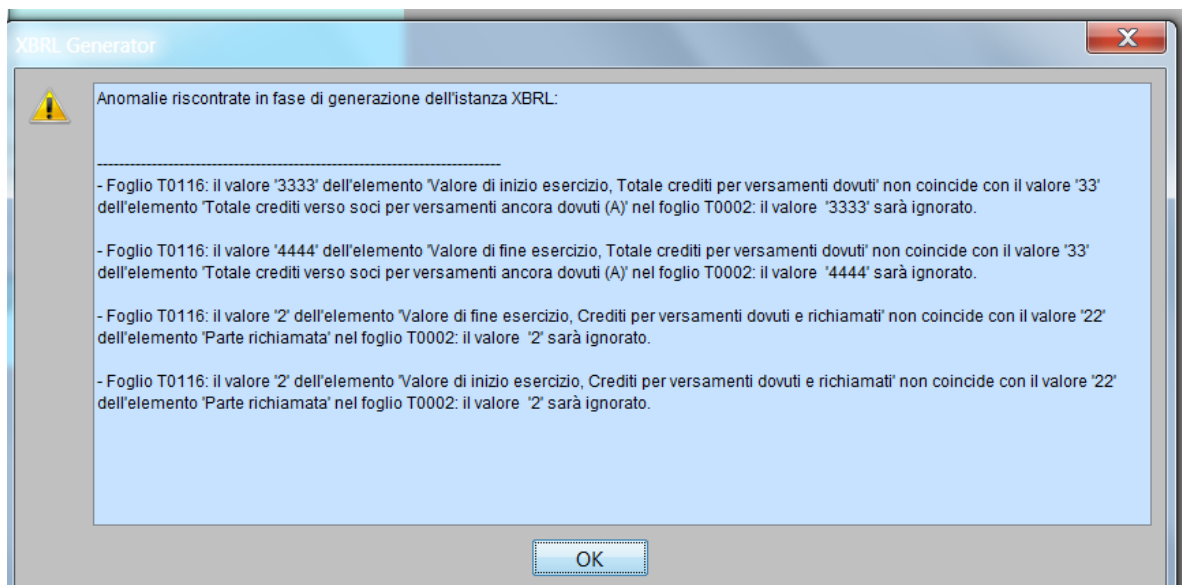 XBRL Generator
Anomalie riscontrate in fase di generazione dell'istanza XBRL:
--------------------------------------------------------------------------
- Foglio T0116: il valore '3333' dell'elemento 'Valore di inizio esercizio, Totale crediti per versamenti dovuti' non coincide con il valore '33'
dell'elemento 'Totale crediti verso soci per versamenti ancora dovuti (A)' nel foglio T0002: il valore '3333' sarà ignorato.
- Foglio T0116: il valore '4444' dell'elemento 'Valore di fine esercizio, Totale crediti per versamenti dovuti' non coincide con il valore '33'
dell'elemento 'Totale crediti verso soci per versamenti ancora dovuti (A)' nel foglio T0002: il valore '4444' sarà ignorato.
- Foglio T0116: il valore '2' dell'elemento 'Valore di fine esercizio, Crediti per versamenti dovuti e richiamati' non coincide con il valore '22'
dell'elemento 'Parte richiamata' nel foglio T0002: il valore '2' sarà ignorato.
- Foglio T0116: il valore '2' dell'elemento 'Valore di inizio esercizio, Crediti per versamenti dovuti e richiamati' non coincide con il valore '22'
dell'elemento 'Parte richiamata' nel foglio T0002: il valore '2' sarà ignorato.
OK